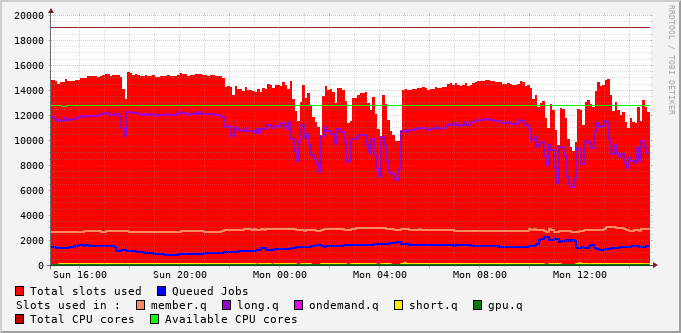 20000
18000
16000
14000
12000
10000
8000
6000
4000
2000
0
Sun 16:00 Sun 20:00 Mon 00:00 Mon 04:00 Mon 08:00 Mon 12:00
RRDTOOL / TOBI OETIKER
Total slots used Queued Jobs
Slots used in : member.q long.q ondemand.q short.q gpu.q
Total CPU cores Available CPU cores